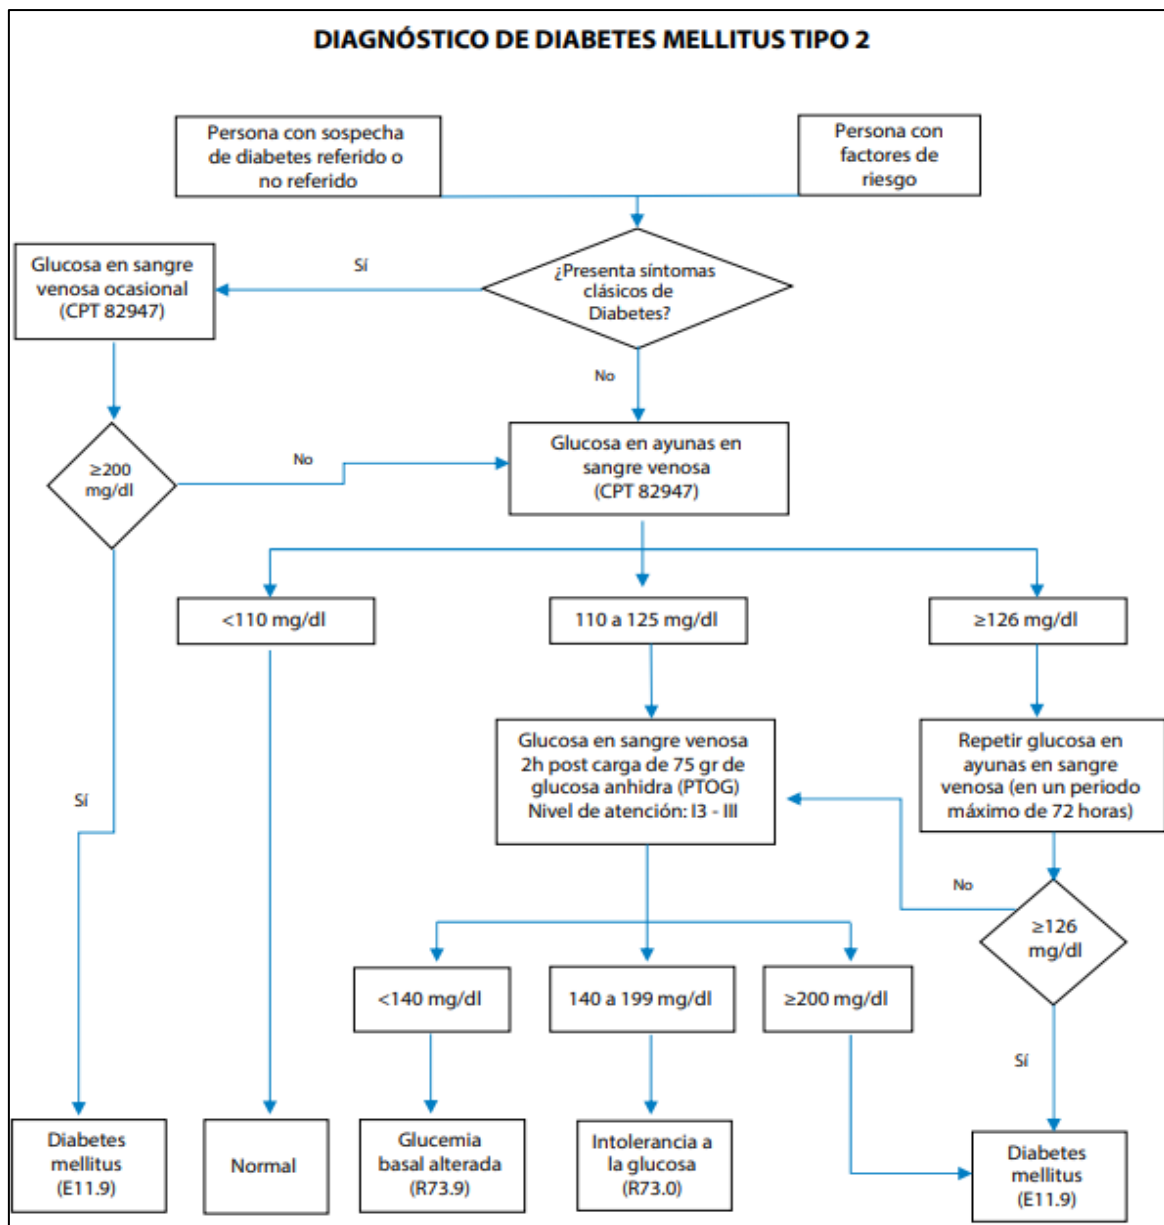 DIAGNÓSTICO DE DIABETES MELLITUS TIPO 2
Persona con sospecha
de diabetes referido o
no referido
Persona con
factores de
riesgo
¿Presenta síntomas
clásicos de
Diabetes?
Sí
Glucosa en sangre
venosa ocasional
(CPT 82947)
No
≥200
mg/dl
No
Glucosa en ayunas en
sangre venosa
(CPT 82947)
<110 mg/dl
110 a 125 mg/dl
≥126 mg/dl
Sí
Glucosa en sangre venosa
2h post carga de 75 gr de
glucosa anhidra (PTOG)
Nivel de atención: I3 - III
Repetir glucosa en
ayunas en sangre
venosa (en un periodo
máximo de 72 horas)
No
≥126
mg/dl
<140 mg/dl
140 a 199 mg/dl
≥200 mg/dl
Sí
Diabetes
mellitus
(E11.9)
Normal
Glucemia
basal alterada
(R73.9)
Intolerancia a
la glucosa
(R73.0)
Diabetes
mellitus
(E11.9)